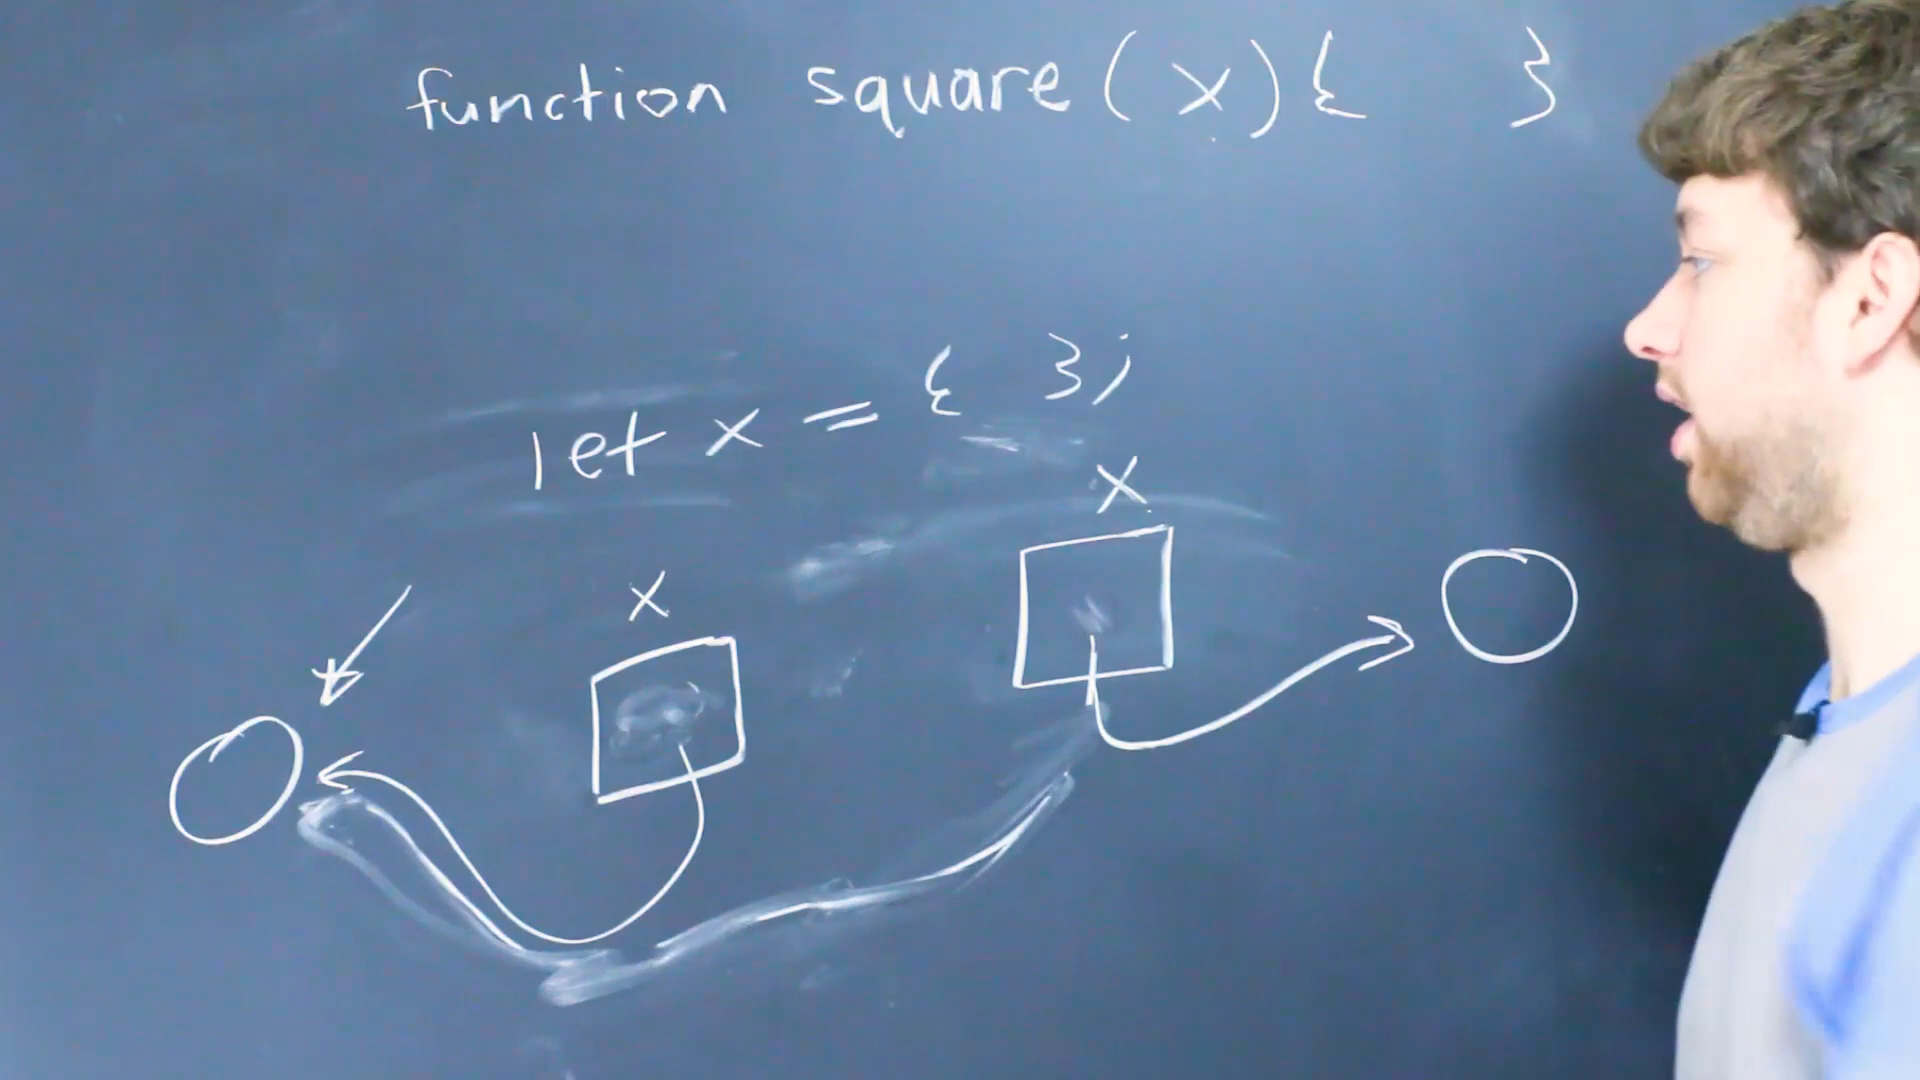 function square(x){ }
let x = { };
x
x